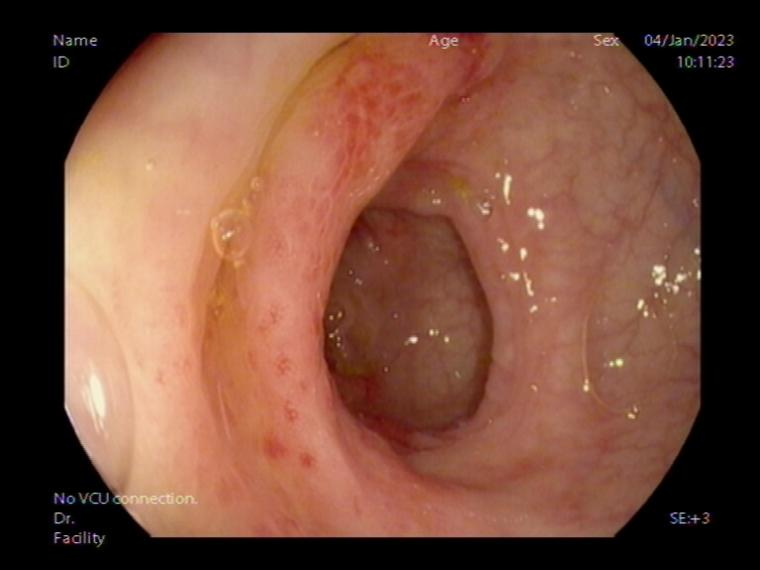 Name Age Sex 04/Jan/2023
ID 10:11:23
No VCU connection.
Dr. SE:+3
Facility